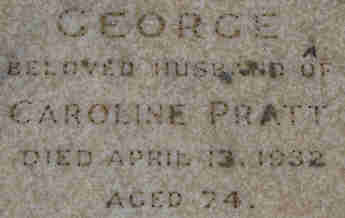 GEORGE
BELOVED HUSBAND OF
CAROLINE PRATT
DIED APRIL 13, 1932
AGED 74.